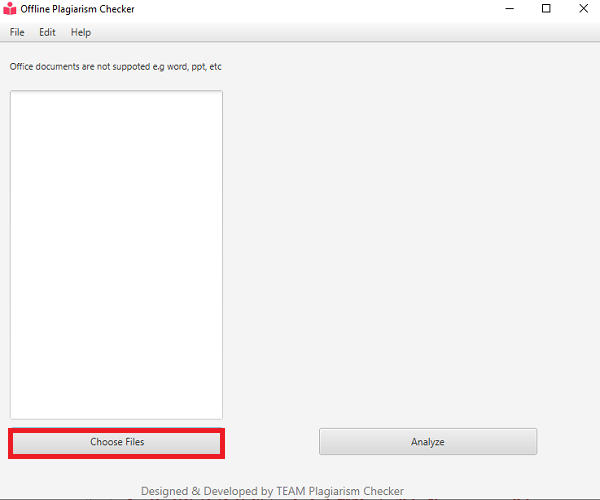 Offline Plagiarism Checker
File Edit Help
Office documents are not suppoted e.g word, ppt, etc
Choose Files
Analyze
Designed & Developed by TEAM Plagiarism Checker